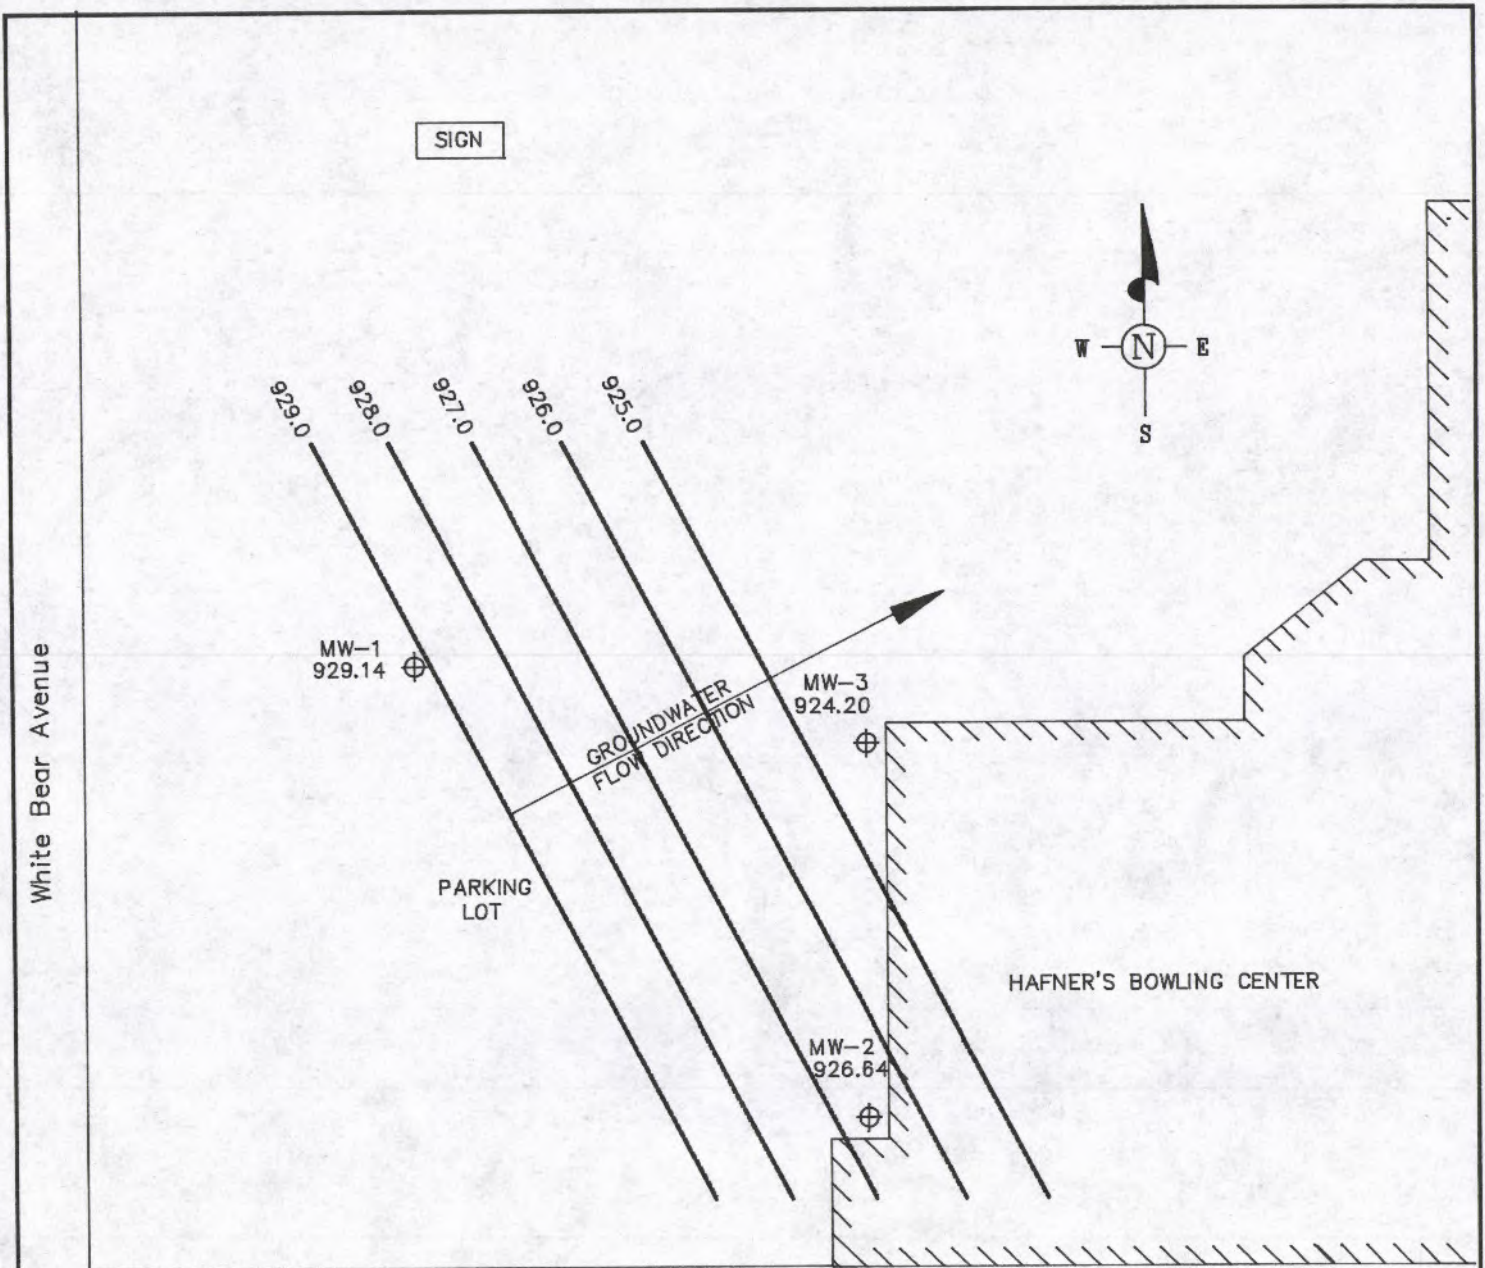 SIGN
W
N
E
S
929.0
928.0
927.0
926.0
925.0
White Bear Avenue
MW-1
929.14
MW-3
924.20
GROUNDWATER
FLOW DIRECTION
PARKING
LOT
HAFNER'S BOWLING CENTER
MW-2
926.64